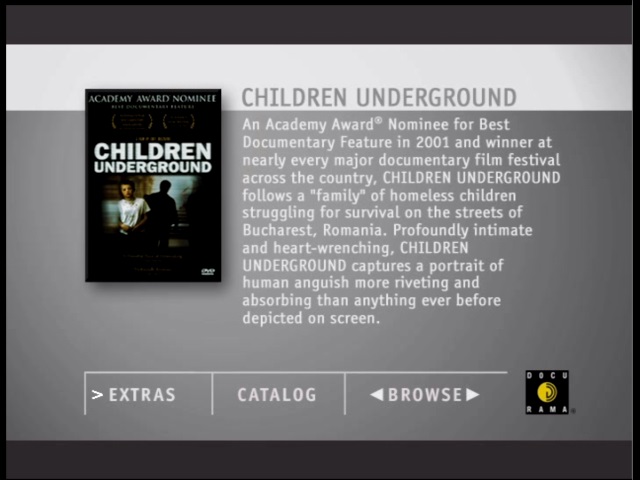 ACADEMY AWARD NOMINEE
BEST DOCUMENTARY FEATURE
CHILDREN
UNDERGROUND
DVD
CHILDREN UNDERGROUND
An Academy Award® Nominee for Best
Documentary Feature in 2001 and winner at
nearly every major documentary film festival
across the country, CHILDREN UNDERGROUND
follows a "family" of homeless children
struggling for survival on the streets of
Bucharest, Romania. Profoundly intimate
and heart-wrenching, CHILDREN
UNDERGROUND captures a portrait of
human anguish more riveting and
absorbing than anything ever before
depicted on screen.
>EXTRAS
CATALOG
◀BROWSE▶
DOCU
RAMA®